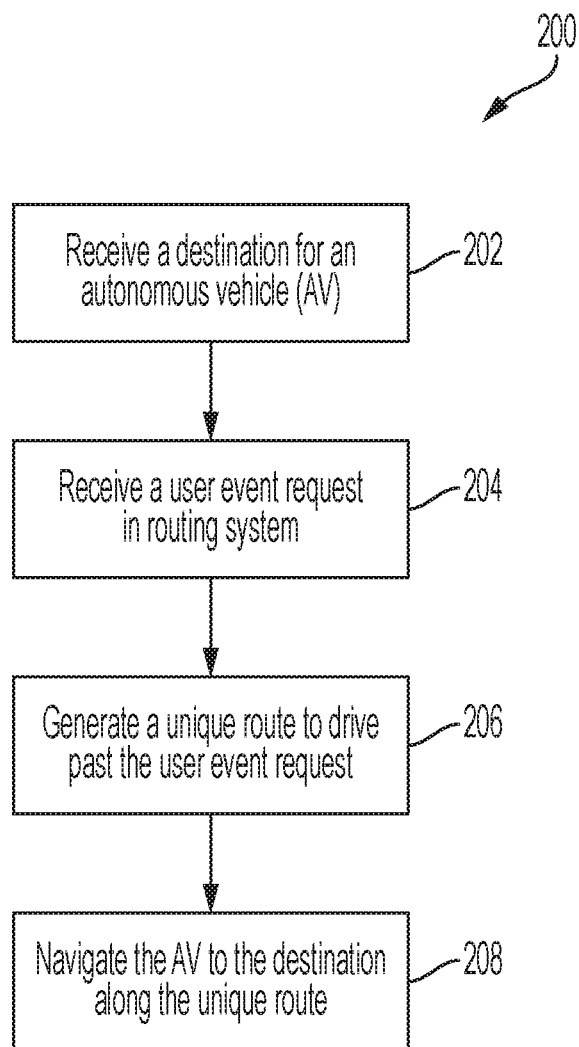 200
Receive a destination for an
autonomous vehicle (AV)
202
Receive a user event request
in routing system
204
Generate a unique route to drive
past the user event request
206
Navigate the AV to the destination
along the unique route
208